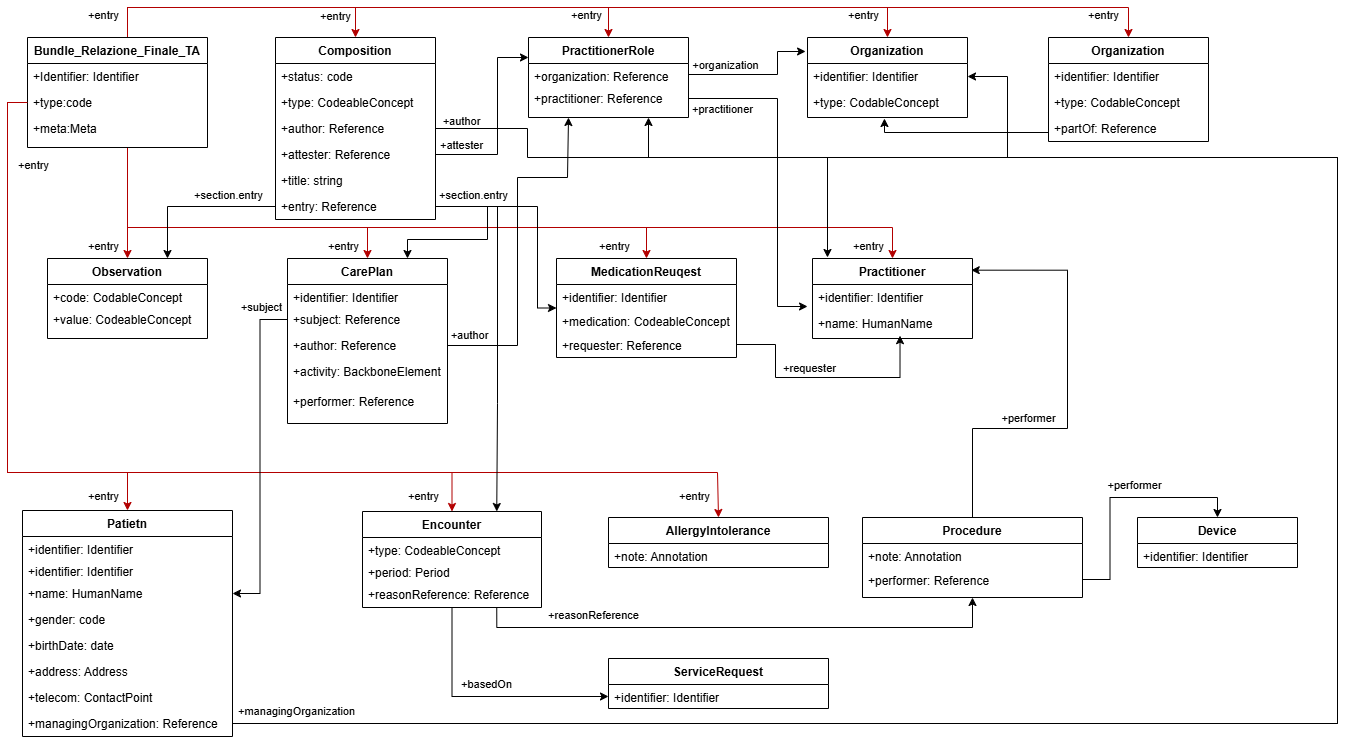 +entry
+entry
+entry
+entry
+entry
Bundle_Relazione_Finale_TA
+Identifier: Identifier
+type:code
+meta:Meta
Composition
+status: code
+type: CodeableConcept
+author: Reference
+attester: Reference
+title: string
+entry: Reference
PractitionerRole
+organization: Reference
+practitioner: Reference
Organization
+identifier: Identifier
+type: CodableConcept
Organization
+identifier: Identifier
+type: CodableConcept
+partOf: Reference
+organization
+practitioner
+author
+attester
+entry
+section.entry
+section.entry
+entry
+entry
+entry
+entry
Observation
+code: CodableConcept
+value: CodeableConcept
CarePlan
+identifier: Identifier
+subject: Reference
+author: Reference
+activity: BackboneElement
+performer: Reference
MedicationReuqest
+identifier: Identifier
+medication: CodeableConcept
+requester: Reference
Practitioner
+identifier: Identifier
+name: HumanName
+subject
+author
+requester
+performer
+entry
+entry
+entry
+performer
Patietn
+identifier: Identifier
+identifier: Identifier
+name: HumanName
+gender: code
+birthDate: date
+address: Address
+telecom: ContactPoint
+managingOrganization: Reference
Encounter
+type: CodeableConcept
+period: Period
+reasonReference: Reference
AllergyIntolerance
+note: Annotation
Procedure
+note: Annotation
+performer: Reference
Device
+identifier: Identifier
+reasonReference
+basedOn
ServiceRequest
+identifier: Identifier
+managingOrganization